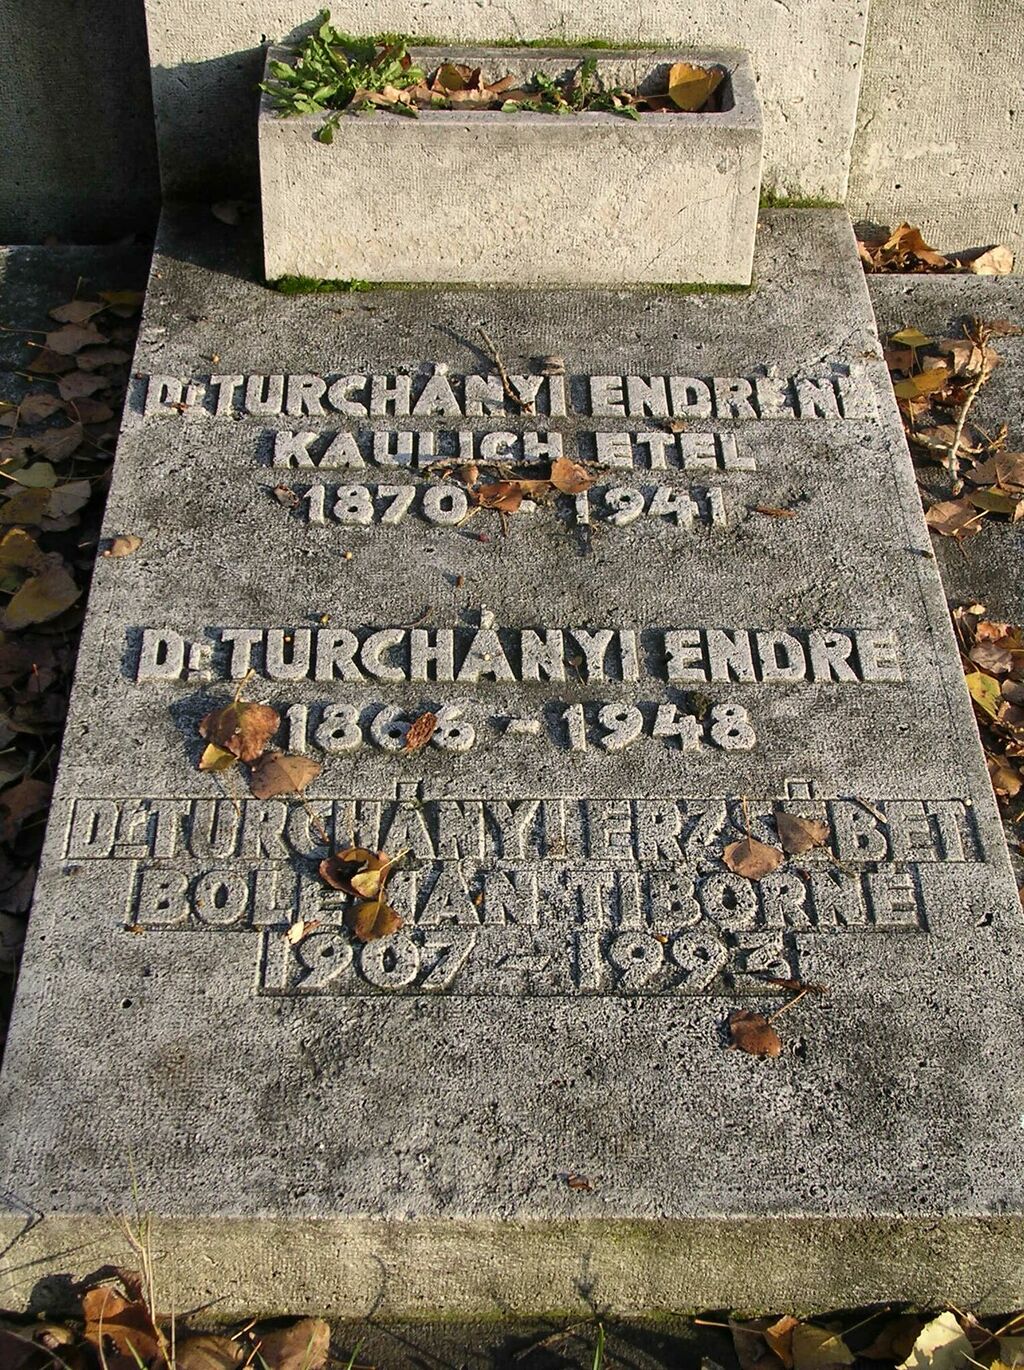 Dr. TURCHÁNYI ENDRÉNÉ
KAULICH ETEL
1870 - 1941
Dr. TURCHÁNYI ENDRE
1866 - 1948
Dr. TURCHÁNYI ERZSÉBET
BOLEMAN TIBORNÉ
1907 - 1993